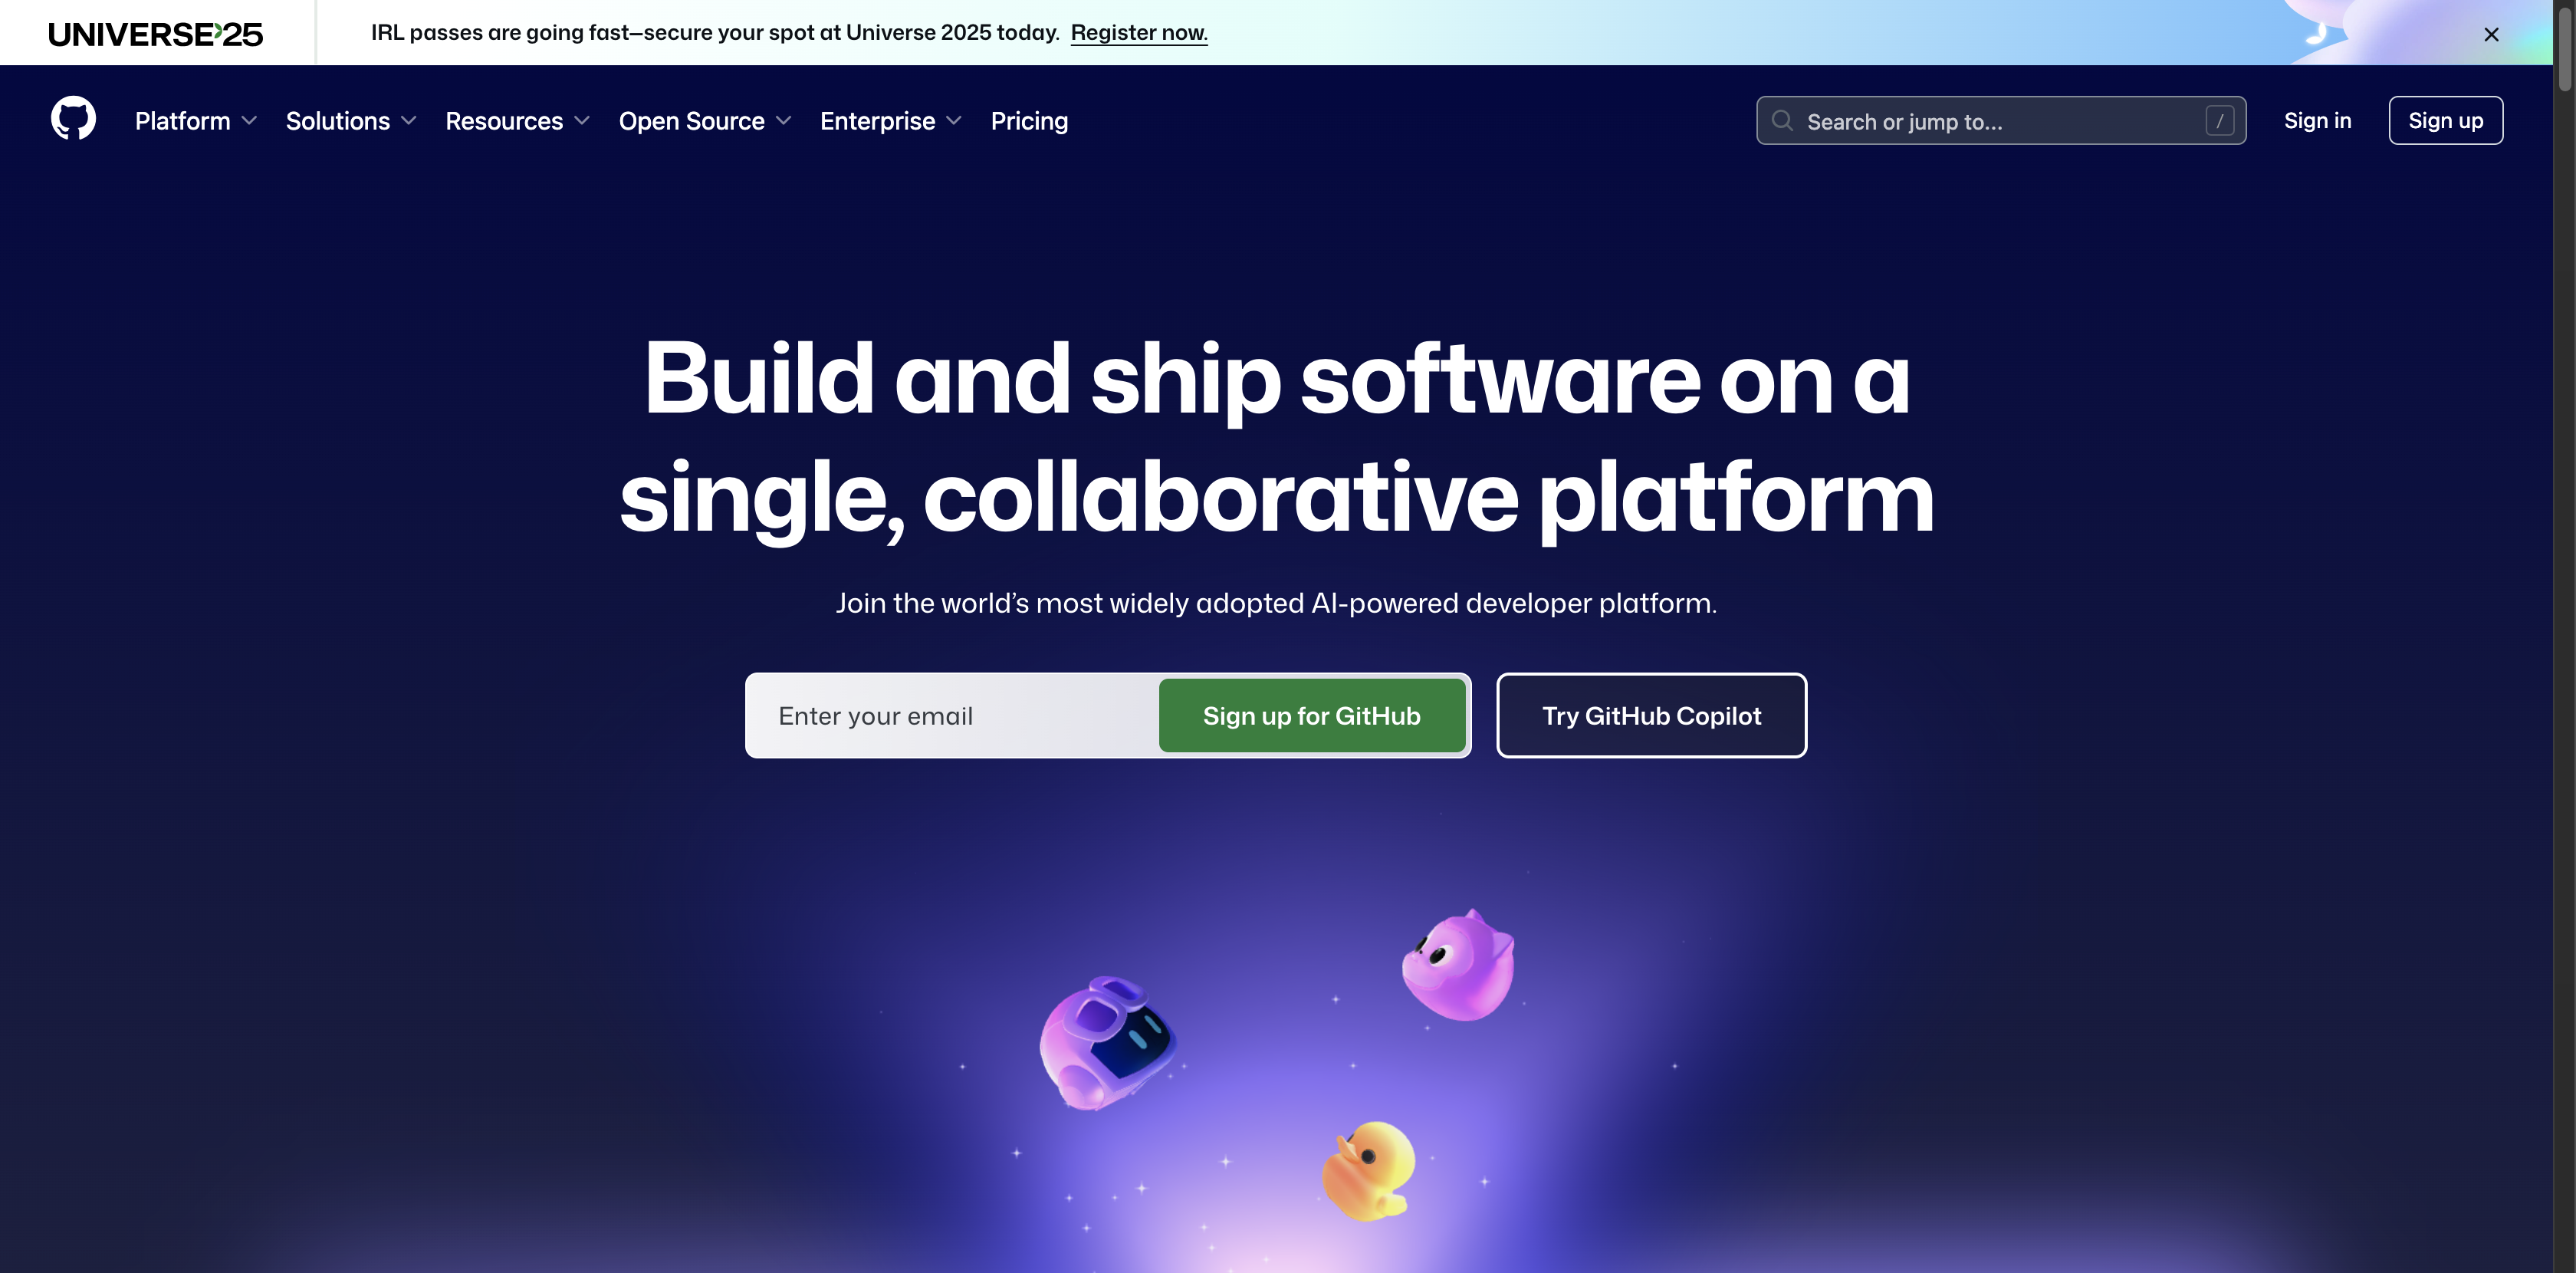 UNIVERSE'25
IRL passes are going fast—secure your spot at Universe 2025 today. Register now.
Platform
Solutions
Resources
Open Source
Enterprise
Pricing
Search or jump to...
/
Sign in
Sign up
Build and ship software on a
single, collaborative platform
Join the world’s most widely adopted AI-powered developer platform.
Enter your email
Sign up for GitHub
Try GitHub Copilot